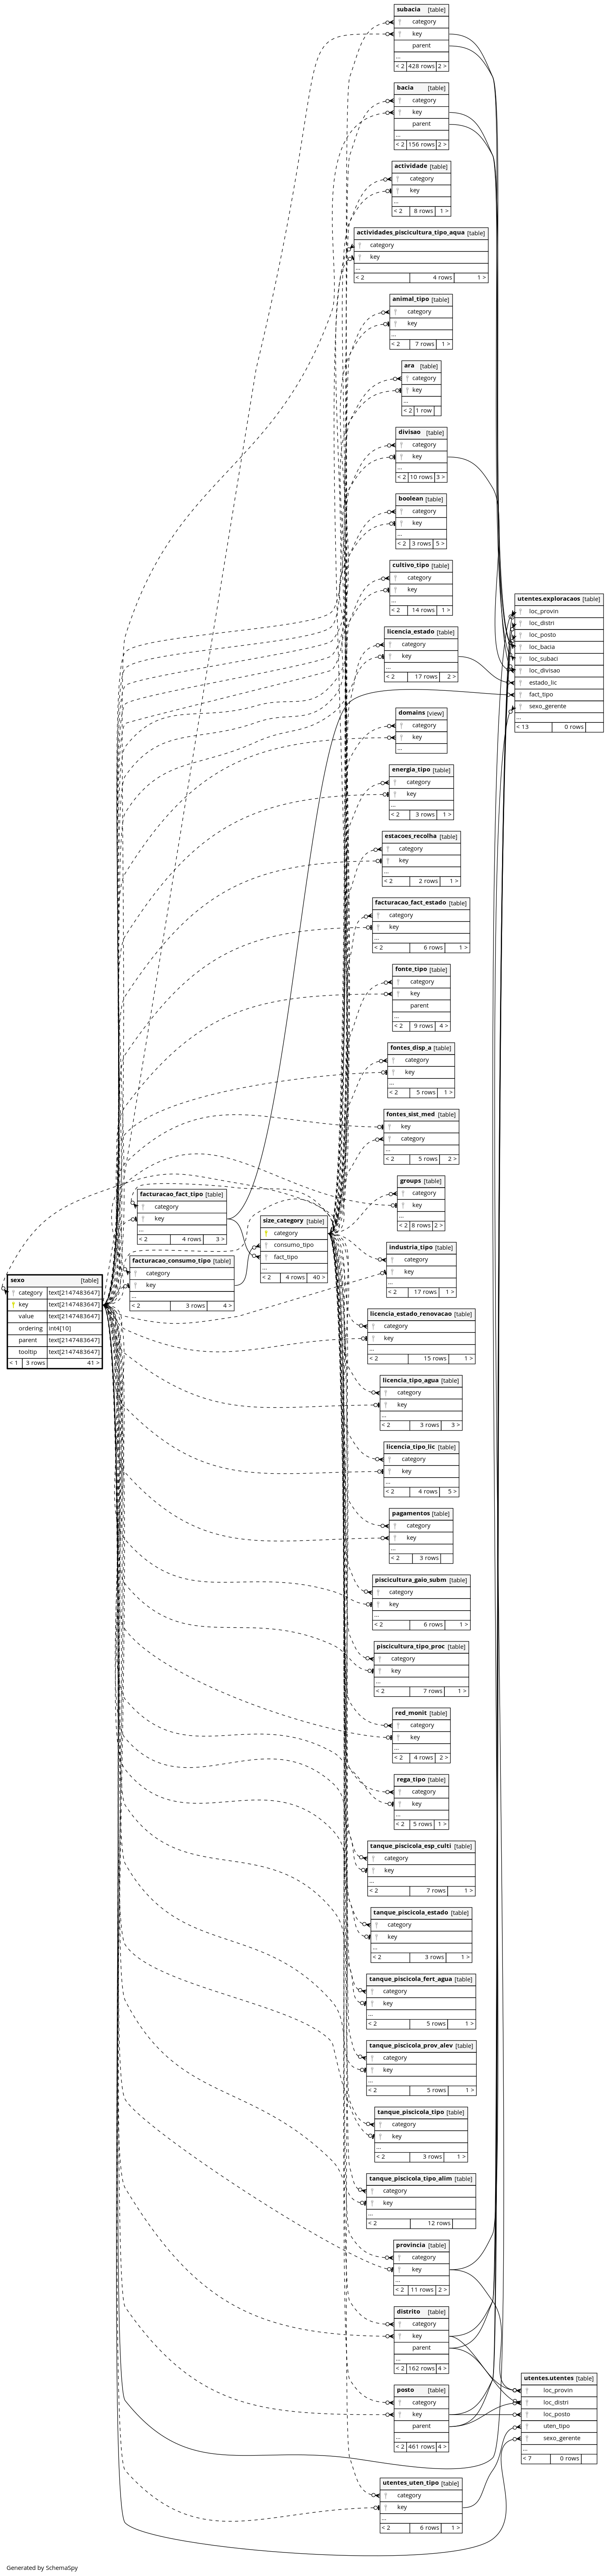 subacia [table]
category
key
parent
...
< 2 428 rows 2 >
bacia [table]
category
key
parent
...
< 2 156 rows 2 >
actividade [table]
category
key
...
< 2 8 rows 1 >
actividades_piscicultura_tipo_aqua [table]
category
key
...
< 2 4 rows 1 >
animal_tipo [table]
category
key
...
< 2 7 rows 1 >
ara [table]
category
key
...
< 2 1 row
divisao [table]
category
key
...
< 2 10 rows 3 >
boolean [table]
category
key
...
< 2 3 rows 5 >
cultivo_tipo [table]
category
key
...
< 2 14 rows 1 >
licencia_estado [table]
category
key
...
< 2 17 rows 2 >
domains [view]
category
key
...
energia_tipo [table]
category
key
...
< 2 3 rows 1 >
estacoes_recolha [table]
category
key
...
< 2 2 rows 1 >
facturacao_fact_estado [table]
category
key
...
< 2 6 rows 1 >
fonte_tipo [table]
category
key
parent
...
< 2 9 rows 4 >
fontes_disp_a [table]
category
key
...
< 2 5 rows 1 >
fontes_sist_med [table]
key
category
...
< 2 5 rows 2 >
groups [table]
category
key
...
< 2 8 rows 2 >
industria_tipo [table]
category
key
...
< 2 17 rows 1 >
licencia_estado_renovacao [table]
category
key
...
< 2 15 rows 1 >
licencia_tipo_agua [table]
category
key
...
< 2 3 rows 3 >
licencia_tipo_lic [table]
category
key
...
< 2 4 rows 5 >
pagamentos [table]
category
key
...
< 2 3 rows
piscicultura_gaio_subm [table]
category
key
...
< 2 6 rows 1 >
piscicultura_tipo_proc [table]
category
key
...
< 2 7 rows 1 >
red_monit [table]
category
key
...
< 2 4 rows 2 >
rega_tipo [table]
category
key
...
< 2 5 rows 1 >
tanque_piscicola_esp_culti [table]
category
key
...
< 2 7 rows 1 >
tanque_piscicola_estado [table]
category
key
...
< 2 3 rows 1 >
tanque_piscicola_fert_agua [table]
category
key
...
< 2 5 rows 1 >
tanque_piscicola_prov_alev [table]
category
key
...
< 2 5 rows 1 >
tanque_piscicola_tipo [table]
category
key
...
< 2 3 rows 1 >
tanque_piscicola_tipo_alim [table]
category
key
...
< 2 12 rows
provincia [table]
category
key
...
< 2 11 rows 2 >
distrito [table]
category
key
parent
...
< 2 162 rows 4 >
posto [table]
category
key
parent
...
< 2 461 rows 4 >
utentes_uten_tipo [table]
category
key
...
< 2 6 rows 1 >
utentes.exploracaos [table]
loc_provin
loc_distri
loc_posto
loc_bacia
loc_subaci
loc_divisao
estado_lic
fact_tipo
sexo_gerente
...
< 13 0 rows
utentes.utentes [table]
loc_provin
loc_distri
loc_posto
uten_tipo
sexo_gerente
...
< 7 0 rows
facturacao_fact_tipo [table]
category
key
...
< 2 4 rows 3 >
facturacao_consumo_tipo [table]
category
key
...
< 2 3 rows 4 >
size_category [table]
category
consumo_tipo
fact_tipo
...
< 2 4 rows 40 >
sexo [table]
category text[2147483647]
key text[2147483647]
value text[2147483647]
ordering int4[10]
parent text[2147483647]
tooltip text[2147483647]
< 1 3 rows 41 >
Generated by SchemaSpy